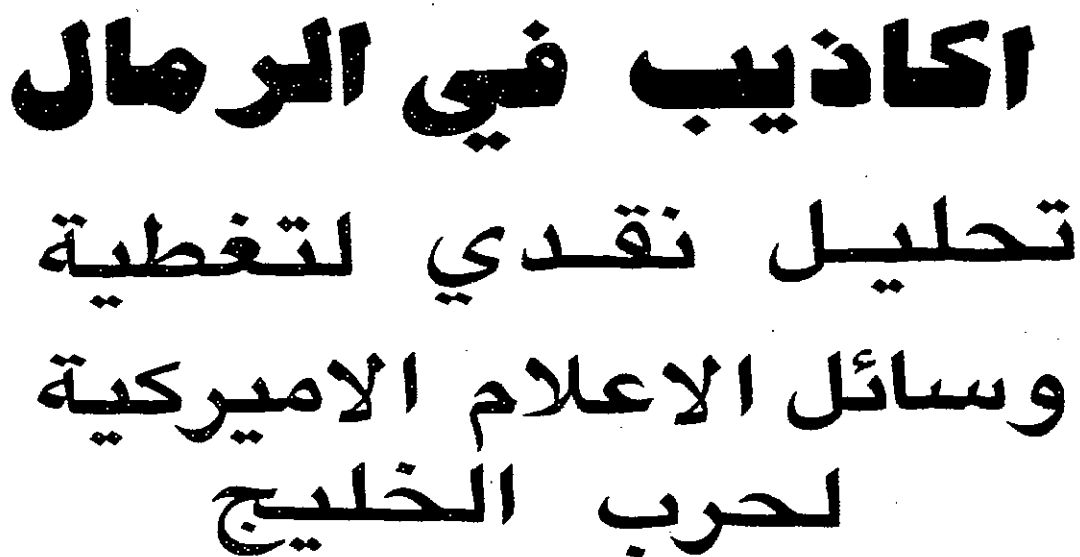 اكاذيب في الرمال
تحليل نقدي لتغطية
وسائل الاعلام الاميركية
لحرب الخليج